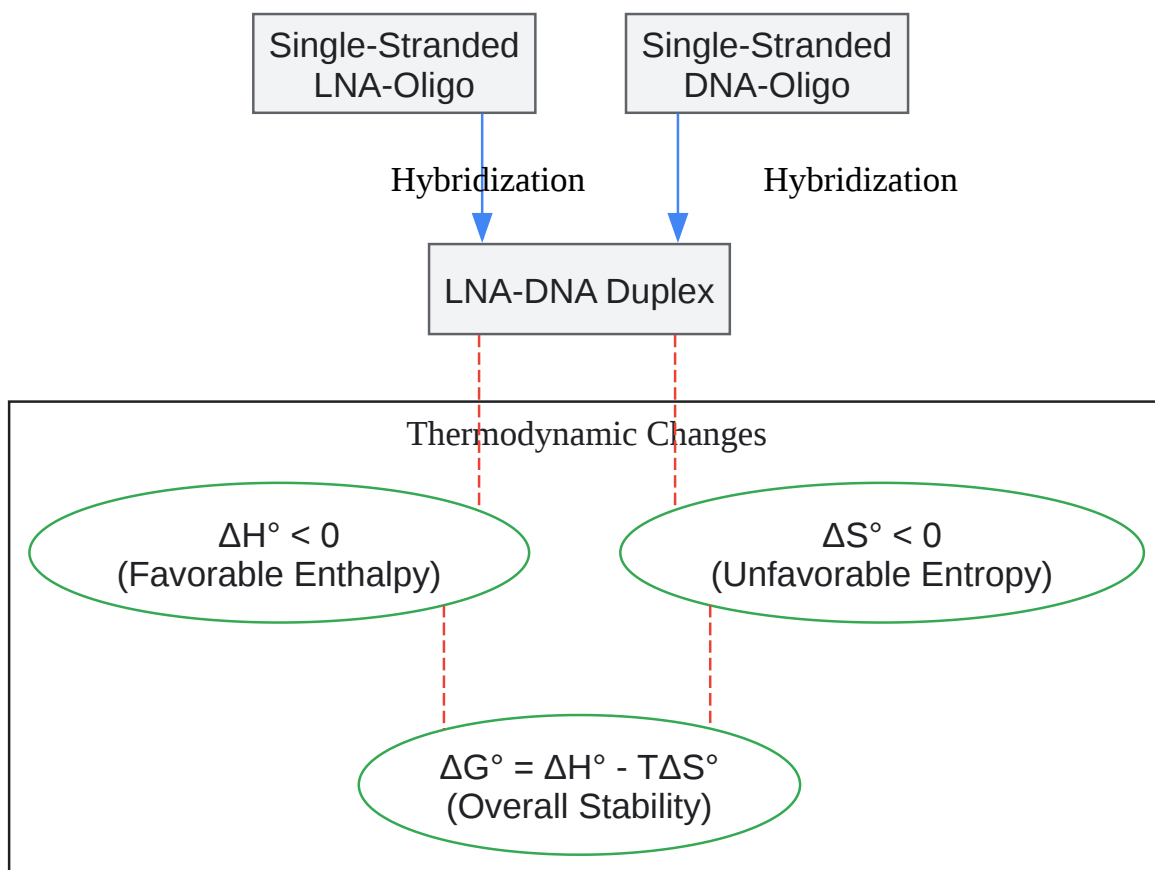 Single-Stranded
LNA-Oligo
Single-Stranded
DNA-Oligo
Hybridization
Hybridization
LNA-DNA Duplex
Thermodynamic Changes
ΔH° < 0
(Favorable Enthalpy)
ΔS° < 0
(Unfavorable Entropy)
ΔG° = ΔH° - TΔS°
(Overall Stability)